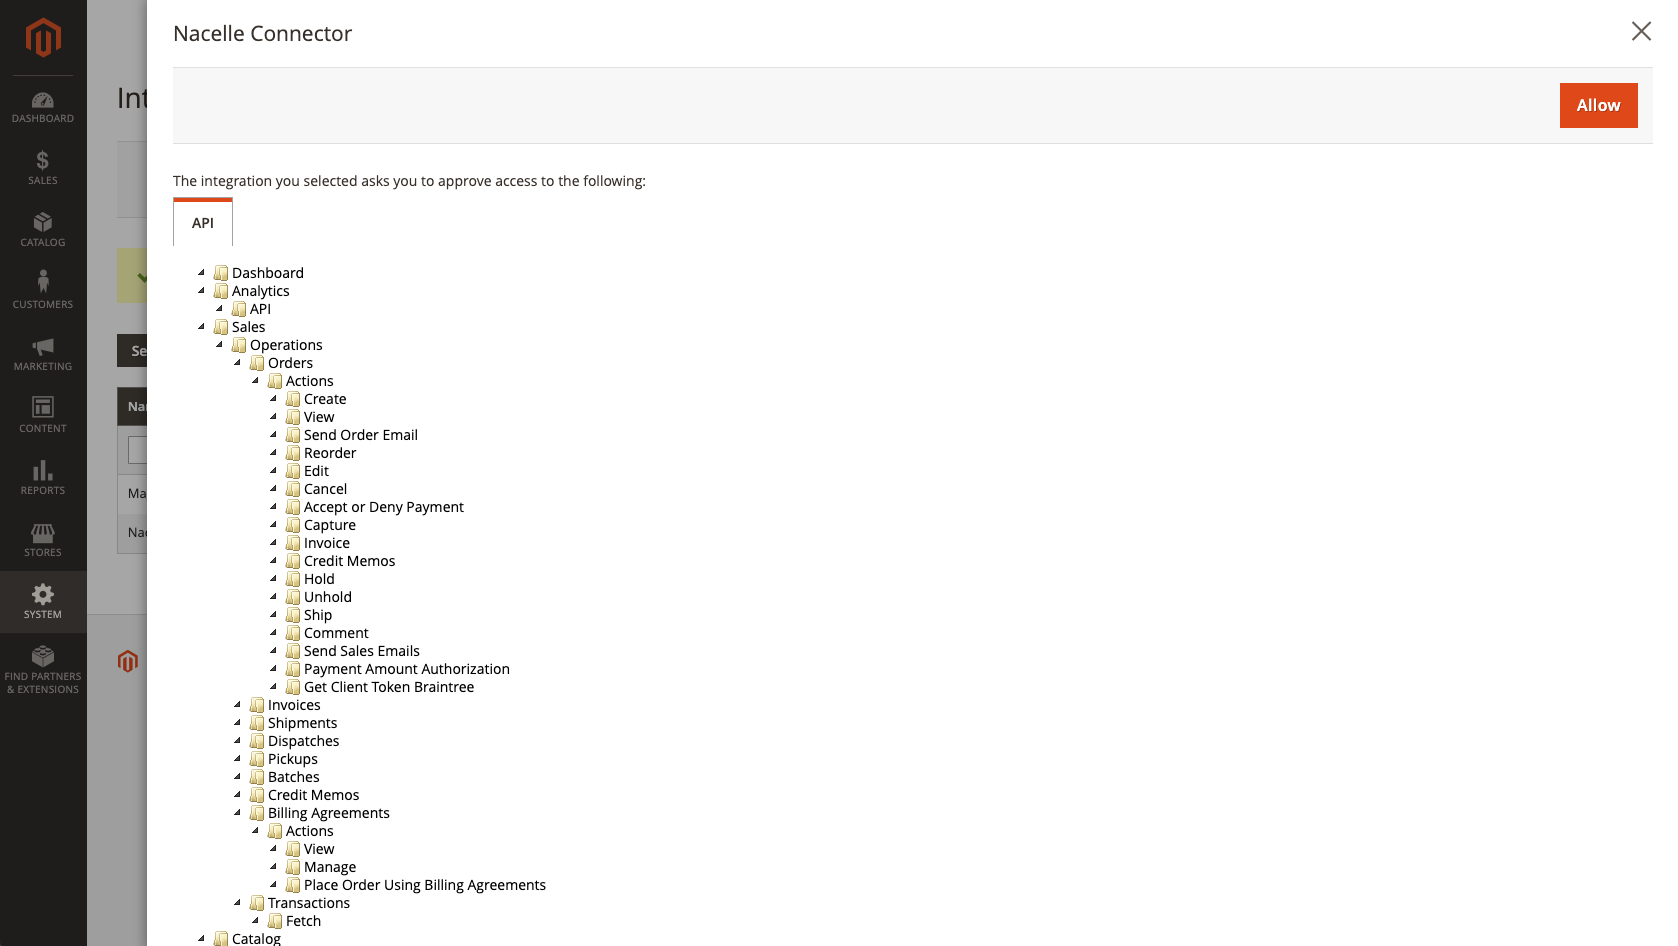 Nacelle Connector
Allow
The integration you selected asks you to approve access to the following:
API
Dashboard
Analytics
API
Sales
Operations
Orders
Actions
Create
View
Send Order Email
Reorder
Edit
Cancel
Accept or Deny Payment
Capture
Invoice
Credit Memos
Hold
Unhold
Ship
Comment
Send Sales Emails
Payment Amount Authorization
Get Client Token Braintree
Invoices
Shipments
Dispatches
Pickups
Batches
Credit Memos
Billing Agreements
Actions
View
Manage
Place Order Using Billing Agreements
Transactions
Fetch
Catalog
DASHBOARD
$
SALES
CATALOG
CUSTOMERS
MARKETING
CONTENT
REPORTS
STORES
SYSTEM
FIND PARTNERS
& EXTENSIONS
Int
Se
Na
Ma
Nac